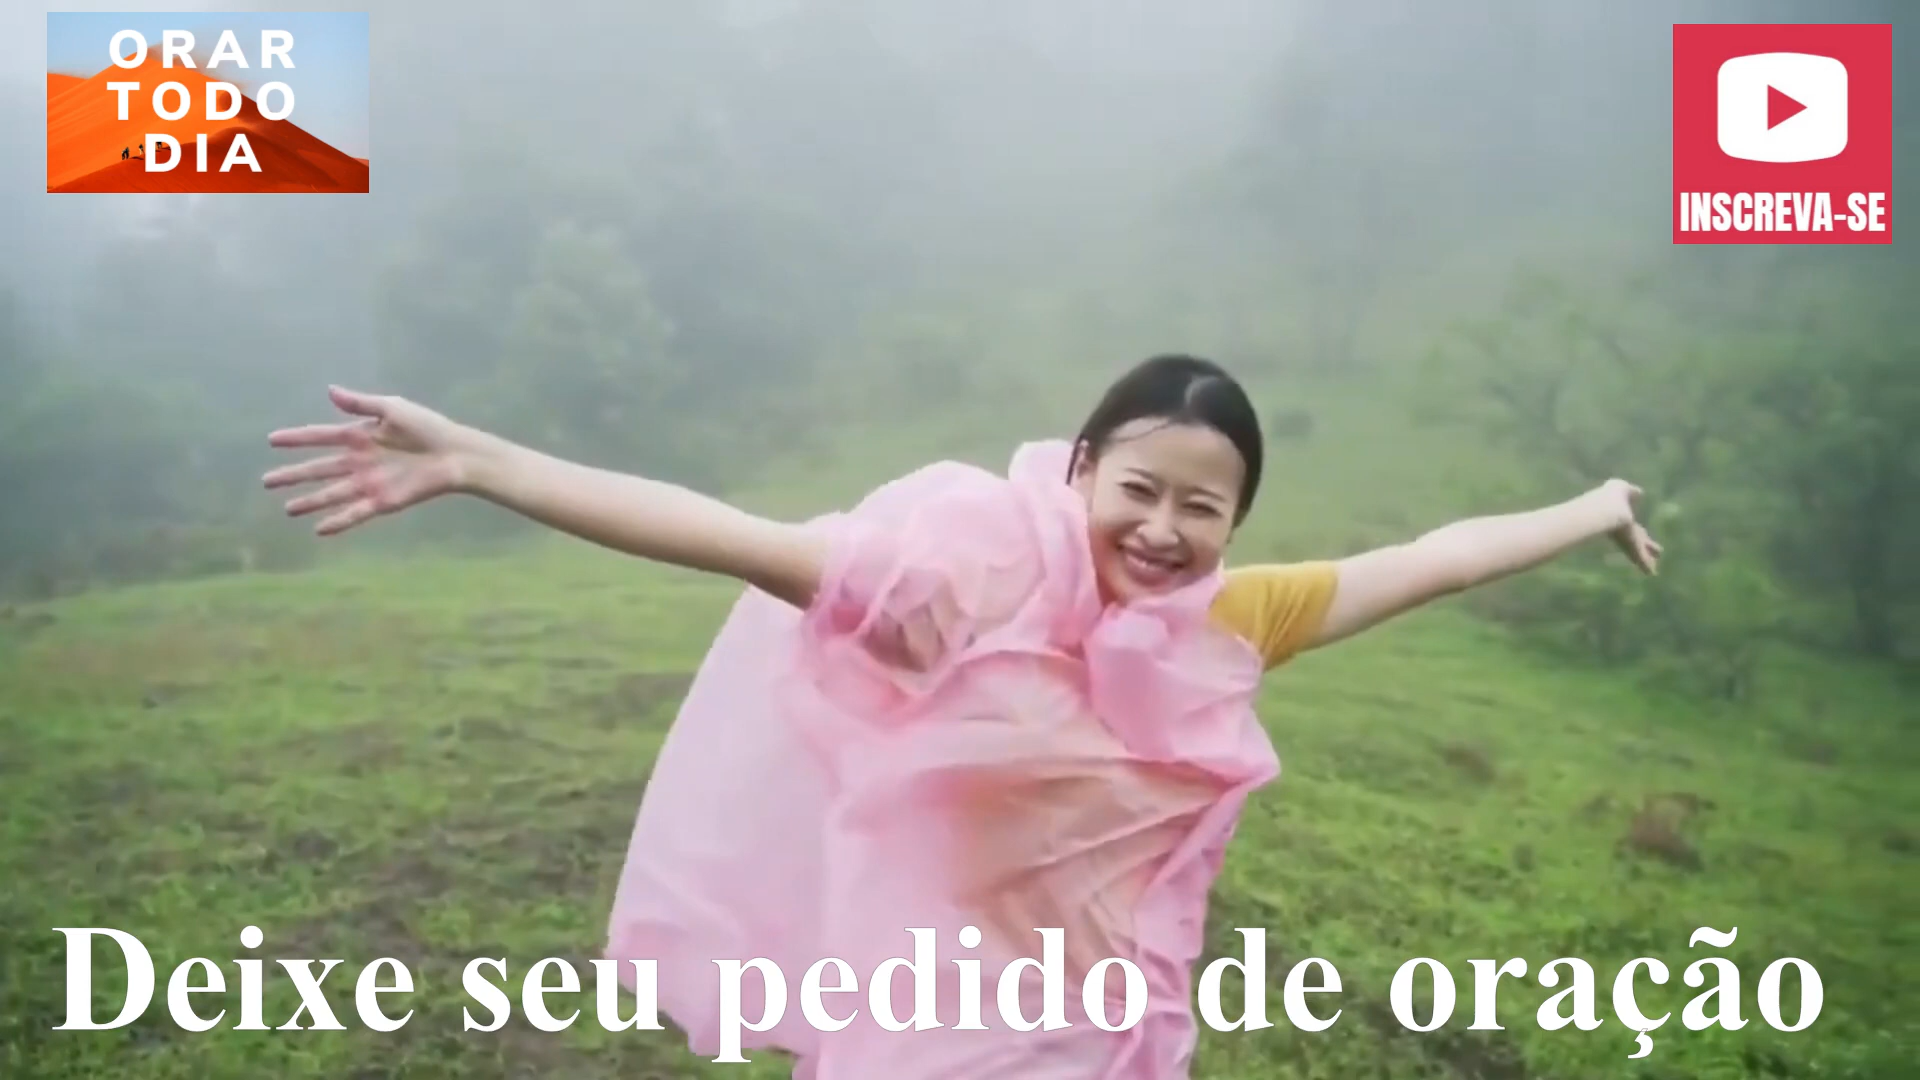 ORAR
TODO
DIA
INSCREVA-SE
Deixe seu pedido de oração